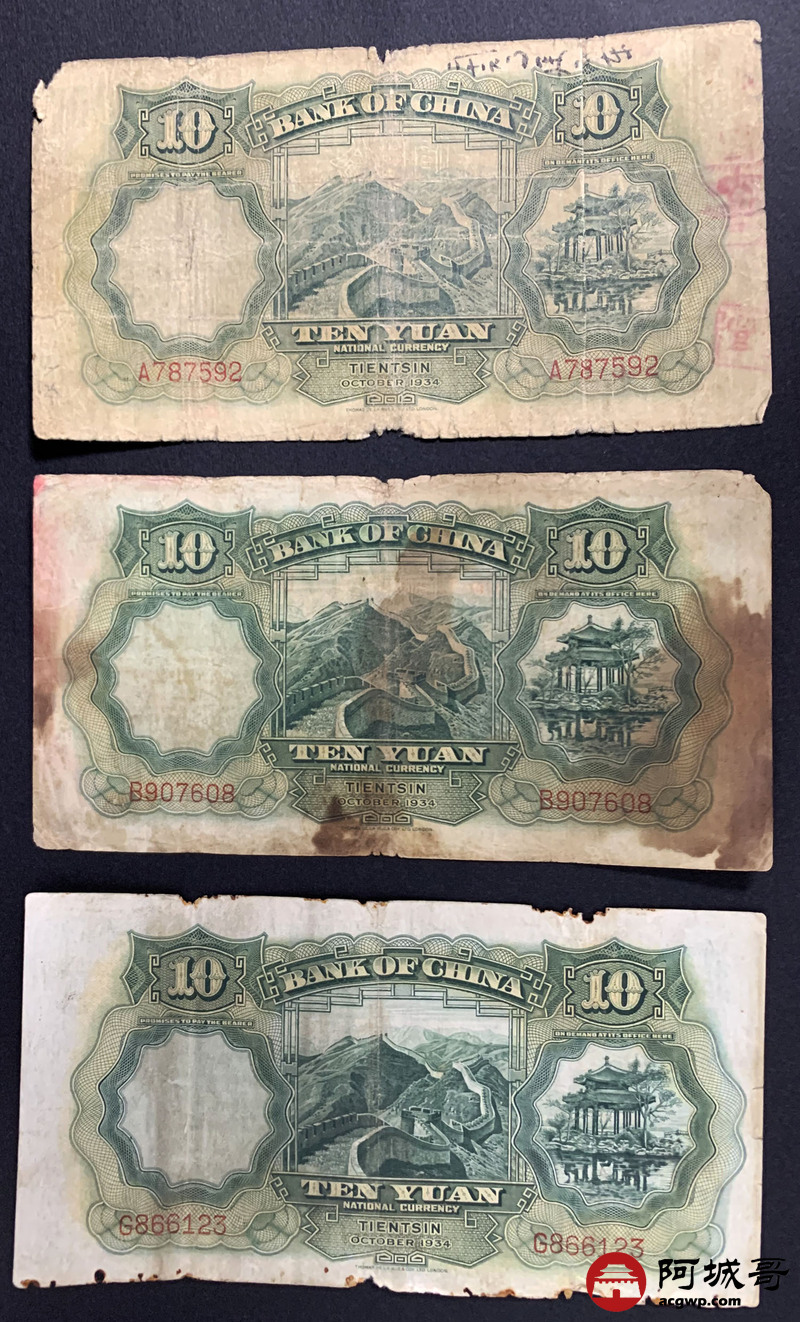 10 BANK OF CHINA 10
PROMISES TO PAY THE BEARER ON DEMAND AT ITS OFFICE HERE
TEN YUAN
NATIONAL CURRENCY
A787592 TIENTSIN A787592
OCTOBER 1934
10 BANK OF CHINA 10
PROMISES TO PAY THE BEARER ON DEMAND AT ITS OFFICE HERE
TEN YUAN
NATIONAL CURRENCY
B907608 TIENTSIN B907608
OCTOBER 1934
10 BANK OF CHINA 10
PROMISES TO PAY THE BEARER ON DEMAND AT ITS OFFICE HERE
TEN YUAN
NATIONAL CURRENCY
G866123 TIENTSIN G866123
OCTOBER 1934
阿城哥
acgwp.com